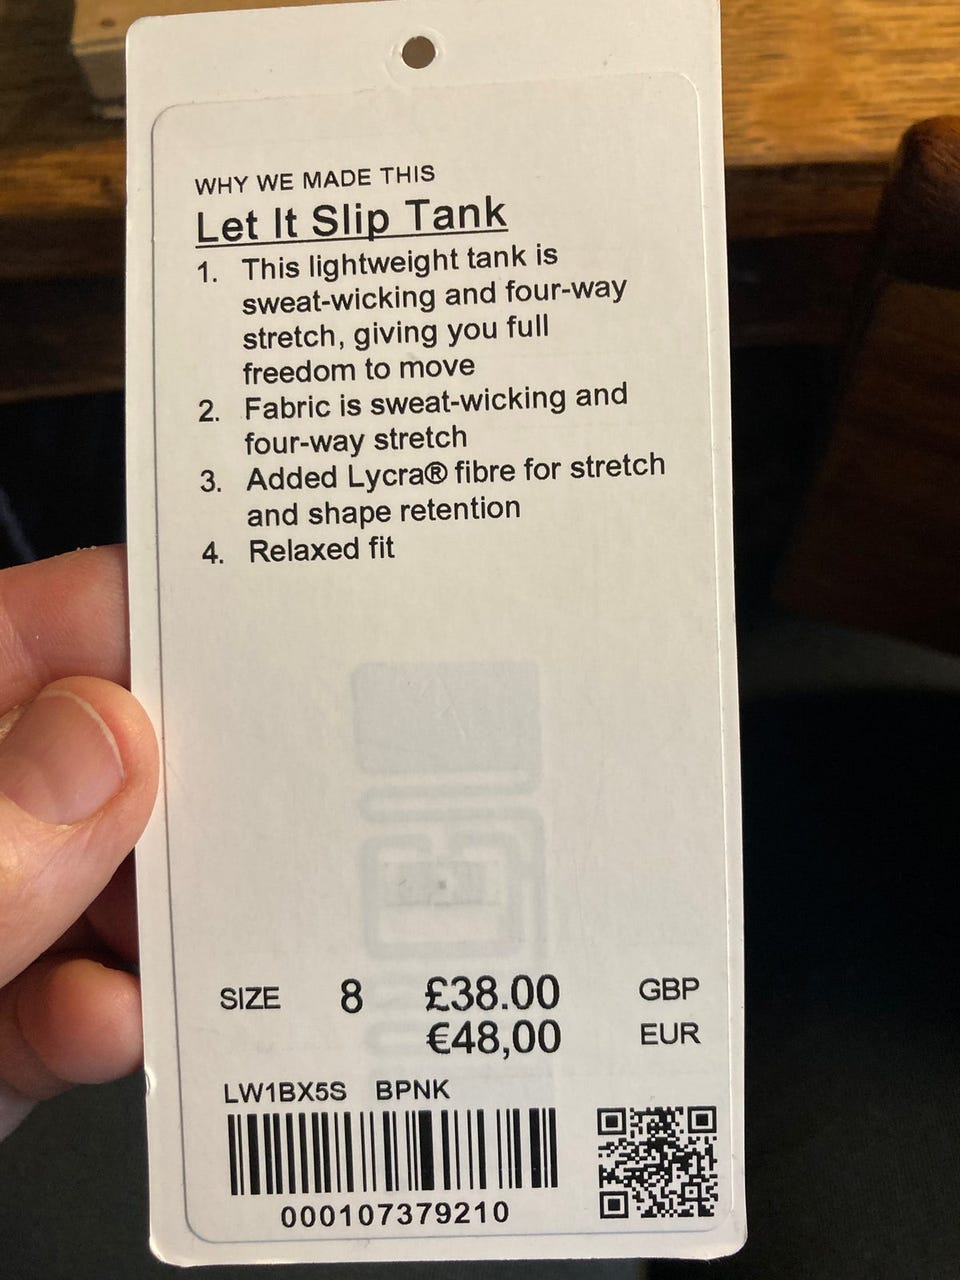 WHY WE MADE THIS
Let It Slip Tank
1. This lightweight tank is
sweat-wicking and four-way
stretch, giving you full
freedom to move
2. Fabric is sweat-wicking and
four-way stretch
3. Added Lycra® fibre for stretch
and shape retention
4. Relaxed fit
SIZE 8 £38.00 GBP
€48,00 EUR
LW1BX5S BPNK
000107379210